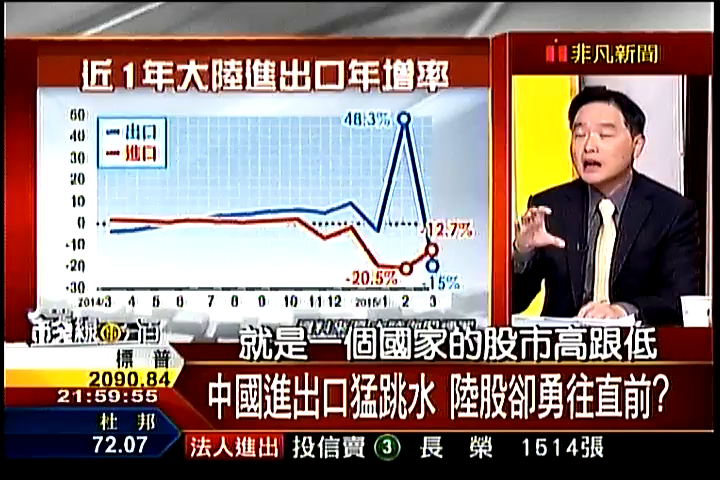 近1年大陸進出口年增率
非凡新聞
60
50
40
30
20
10
0
-10
-20
-30
出口
進口
48.3%
-12.7%
-20.5%
-15%
2014/3 4 5 6 7 8 9 10 11 12 2015/1 2 3
就是一個國家的股市高跟低
標普
2090.84
21:59:55
中國進出口猛跳水 陸股卻勇往直前?
杜邦
72.07
法人進出 投信賣 3 長榮 1514張